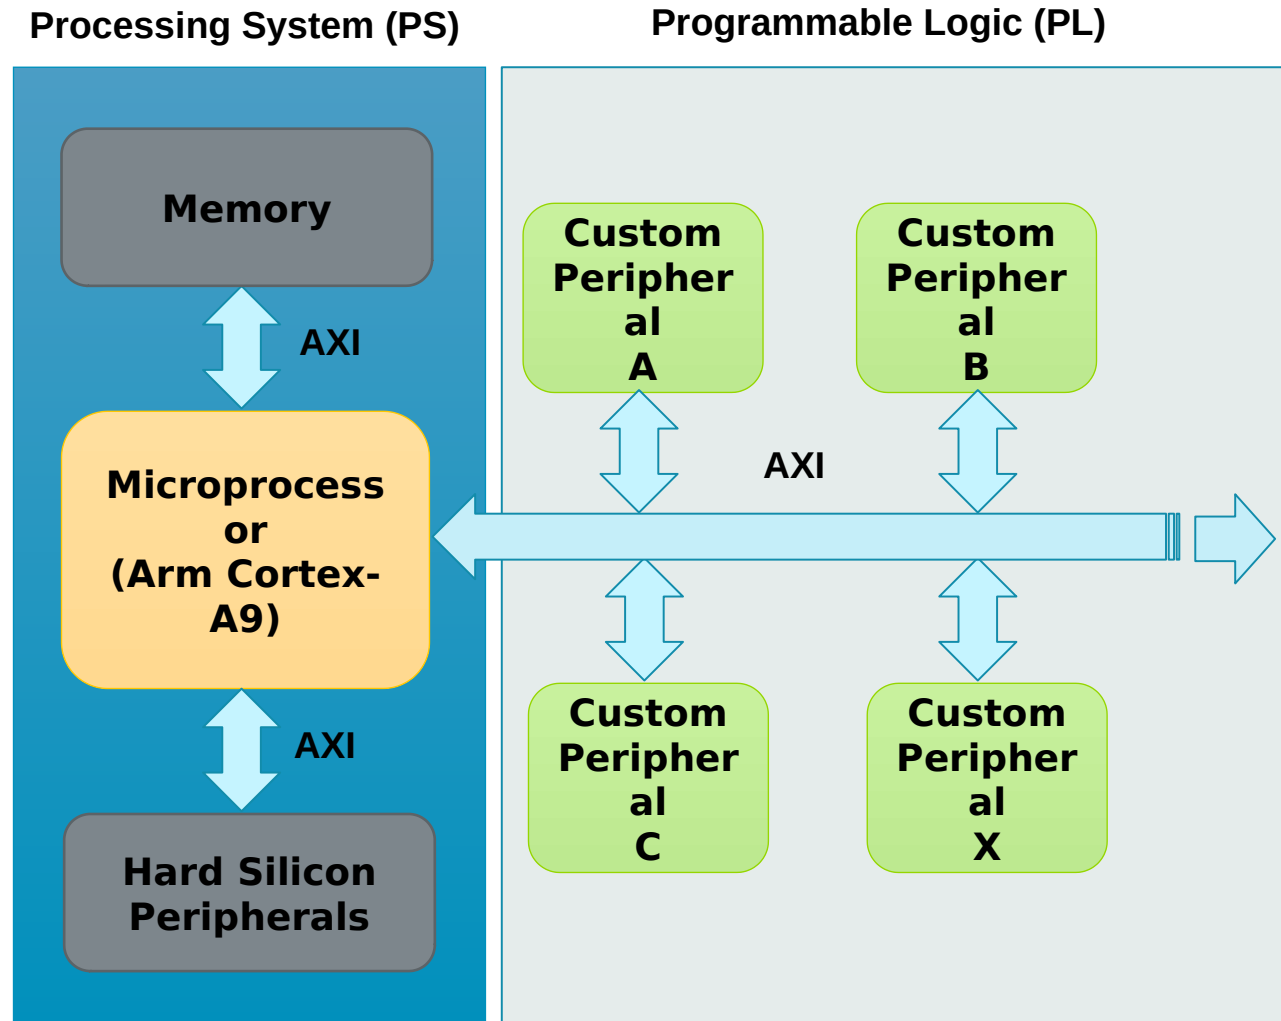 Processing System (PS)
Programmable Logic (PL)
Memory
AXI
Microprocess
or
(Arm Cortex-
A9)
AXI
Hard Silicon
Peripherals
Custom
Peripher
al
A
Custom
Peripher
al
B
AXI
Custom
Peripher
al
C
Custom
Peripher
al
X